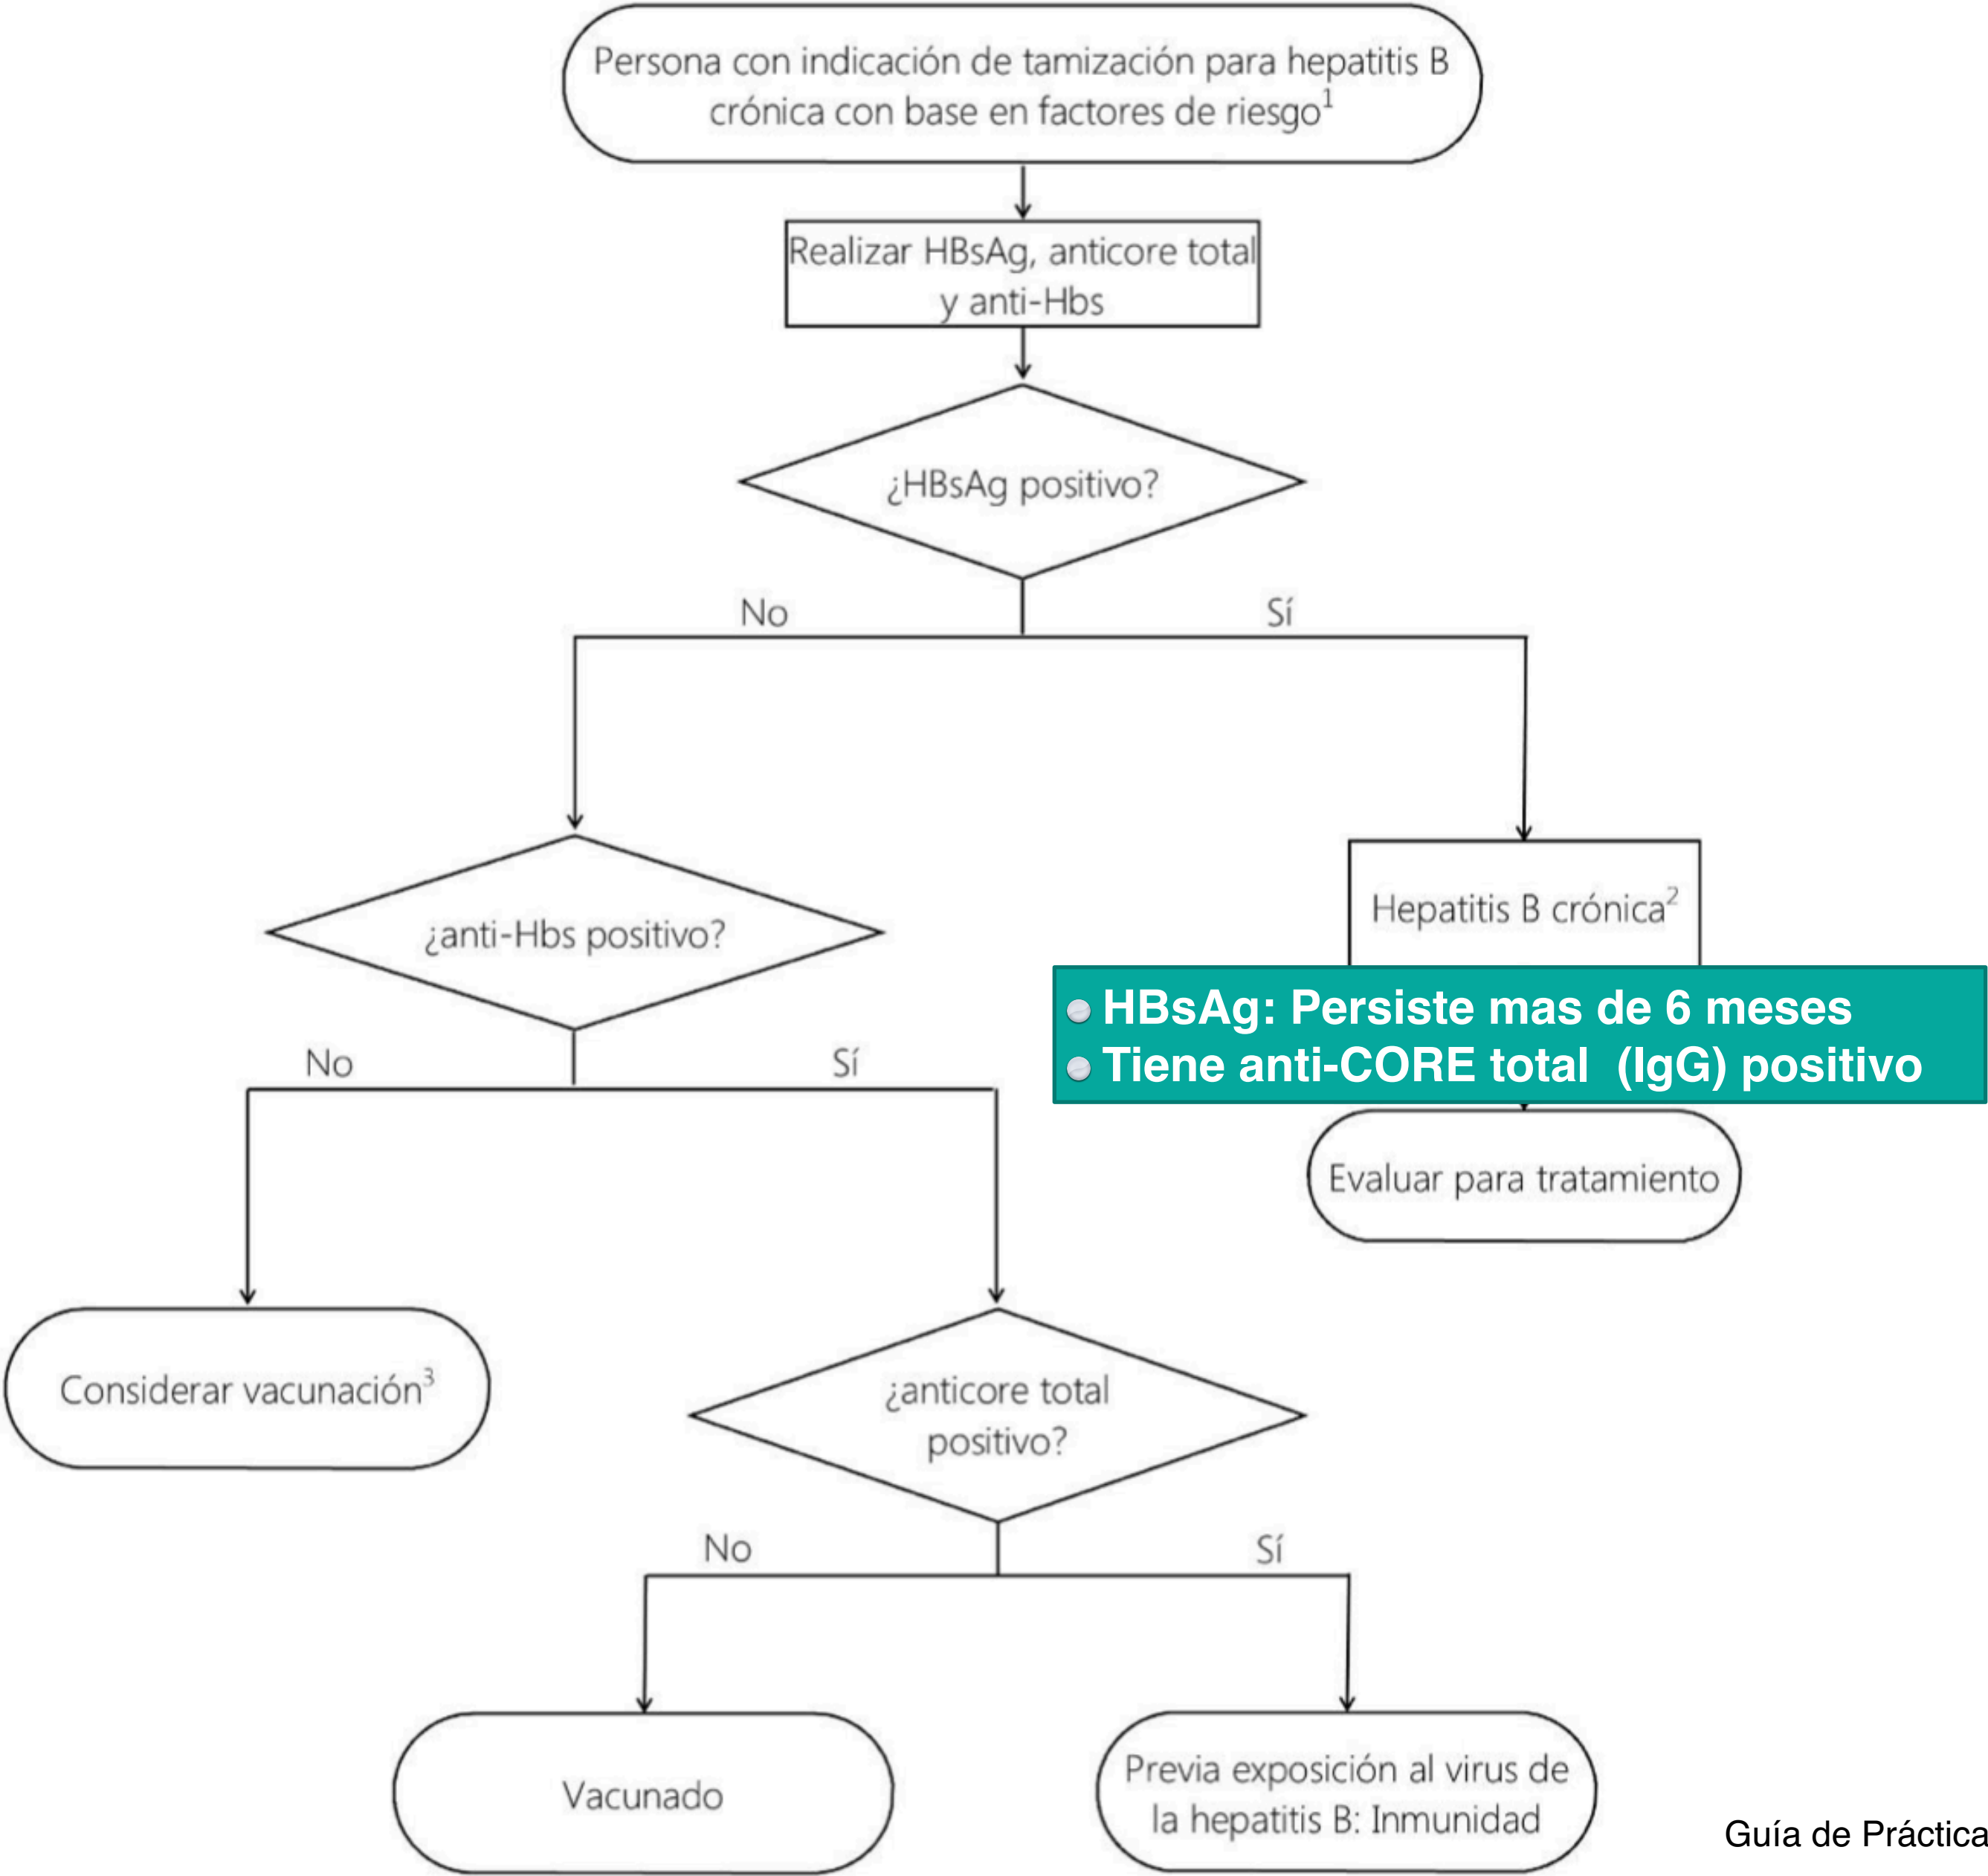 Persona con indicación de tamización para hepatitis B
crónica con base en factores de riesgo¹
Realizar HBsAg, anticore total
y anti-Hbs
¿HBsAg positivo?
No
Sí
¿anti-Hbs positivo?
Hepatitis B crónica²
HBsAg: Persiste mas de 6 meses
Tiene anti-CORE total (IgG) positivo
No
Sí
Evaluar para tratamiento
Considerar vacunación³
¿anticore total
positivo?
No
Sí
Vacunado
Previa exposición al virus de
la hepatitis B: Inmunidad
Guía de Práctica